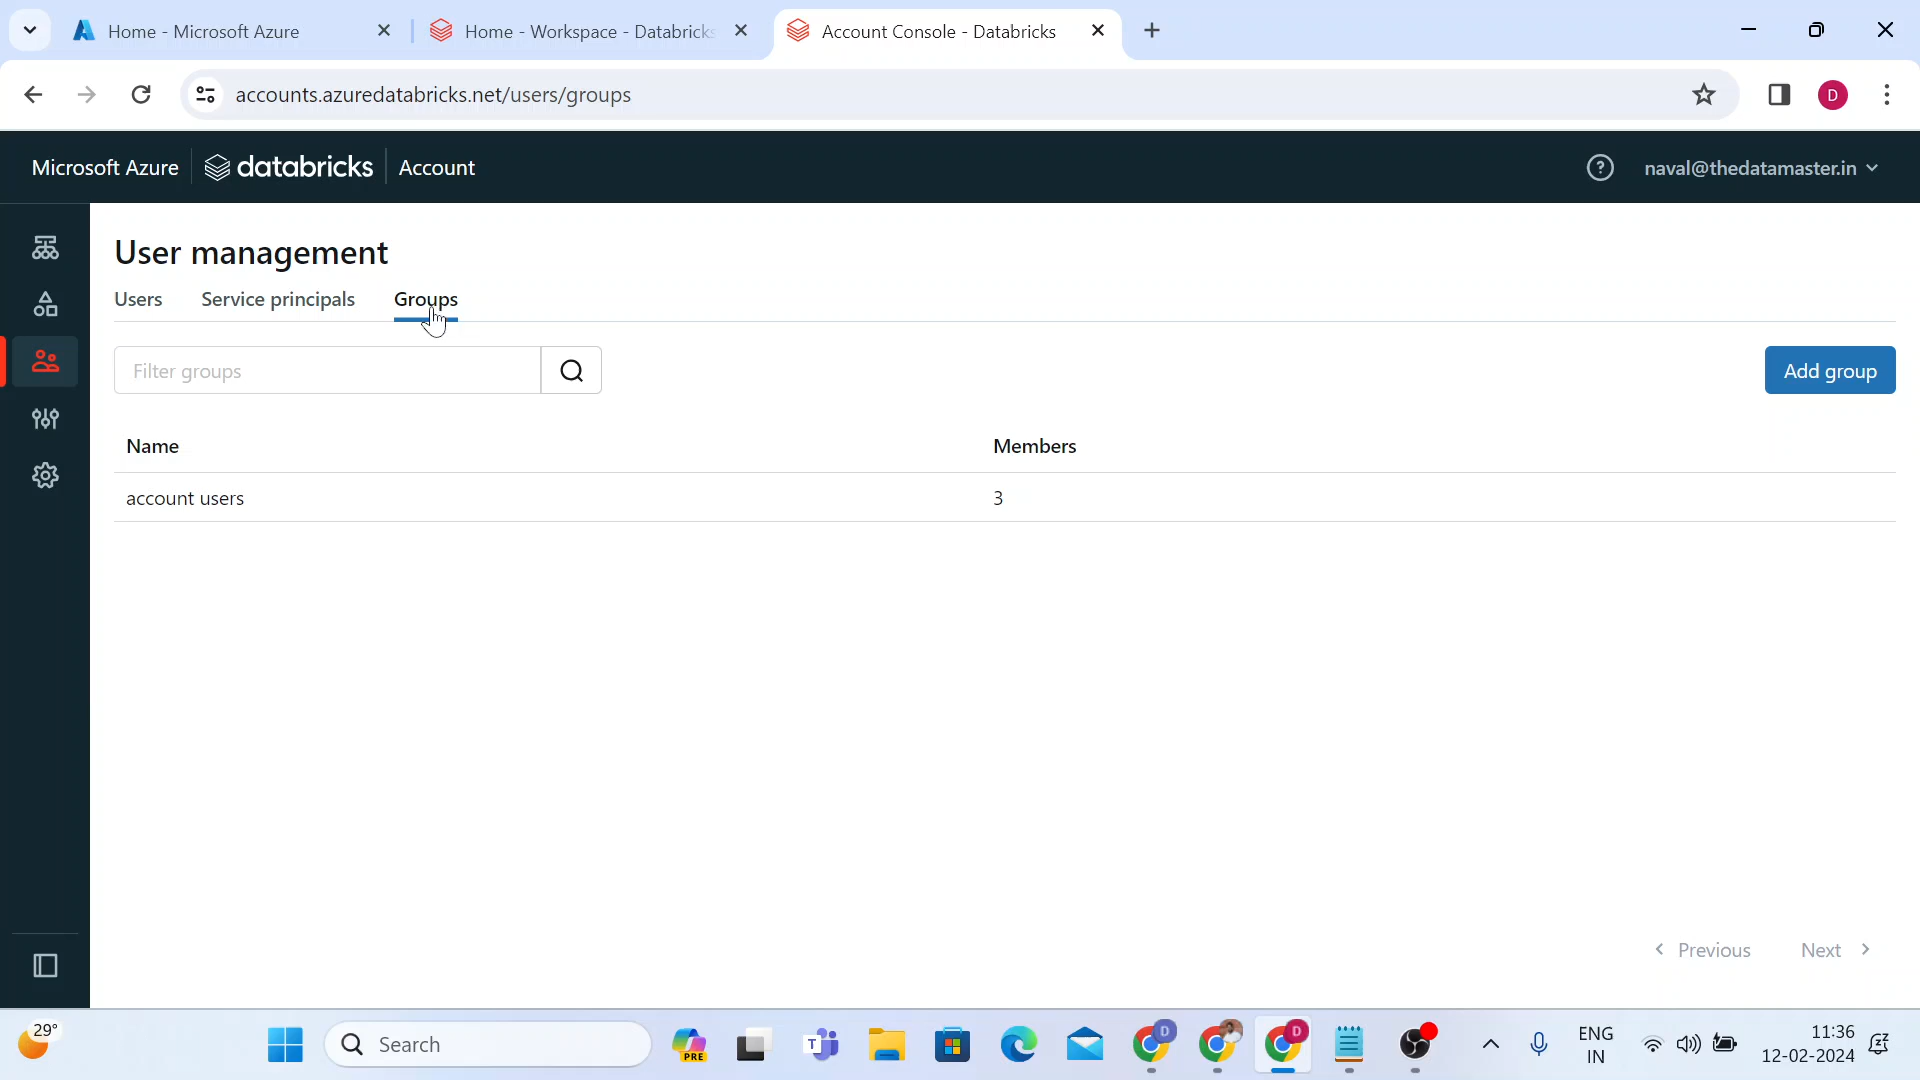 Home - Microsoft Azure
Home - Workspace - Databricks
Account Console - Databricks
accounts.azuredatabricks.net/users/groups
D
Microsoft Azure databricks Account
? naval@thedatamaster.in
User management
Users Service principals Groups
Filter groups
Add group
Name Members
account users 3
Previous Next
29°
Search
PRE
T
D
D
ENG
IN
11:36
12-02-2024